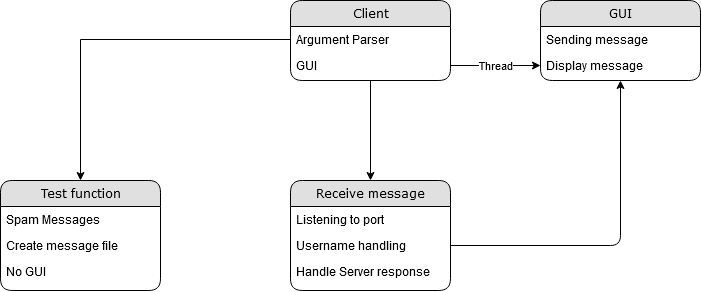 Client
Argument Parser
GUI
Thread
GUI
Sending message
Display message
Test function
Spam Messages
Create message file
No GUI
Receive message
Listening to port
Username handling
Handle Server response